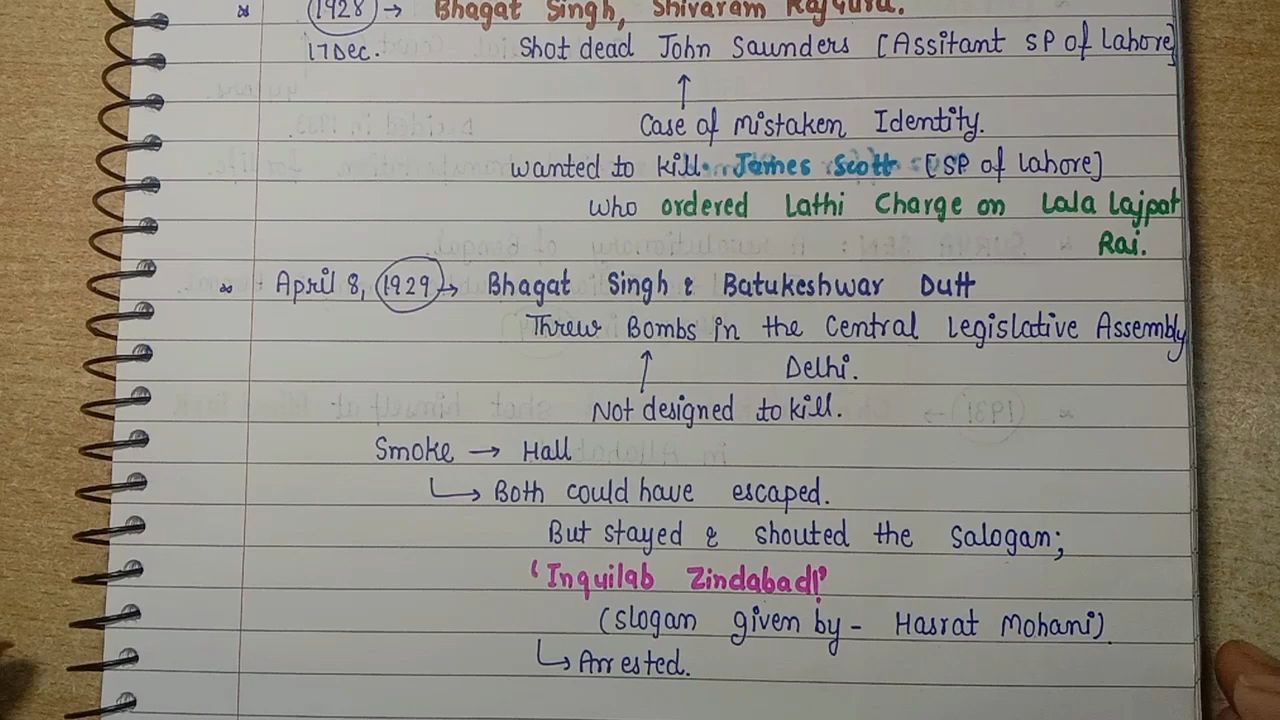 1928 → Bhagat Singh, Shivaram Rajguru.
17 Dec. Shot dead John Saunders [Assitant SP of Lahore]
↑
Case of mistaken Identity.
wanted to kill James Scott [SP of Lahore]
who ordered Lathi Charge on Lala Lajpat
Rai.
April 8, 1929 → Bhagat Singh & Batukeshwar Dutt
Threw Bombs in the Central Legislative Assembly
↑ Delhi.
Not designed to kill.
Smoke → Hall
↳ Both could have escaped.
But stayed & shouted the Salogan;
'Inquilab Zindabad!'
(slogan given by - Hasrat Mohani)
↳ Arrested.